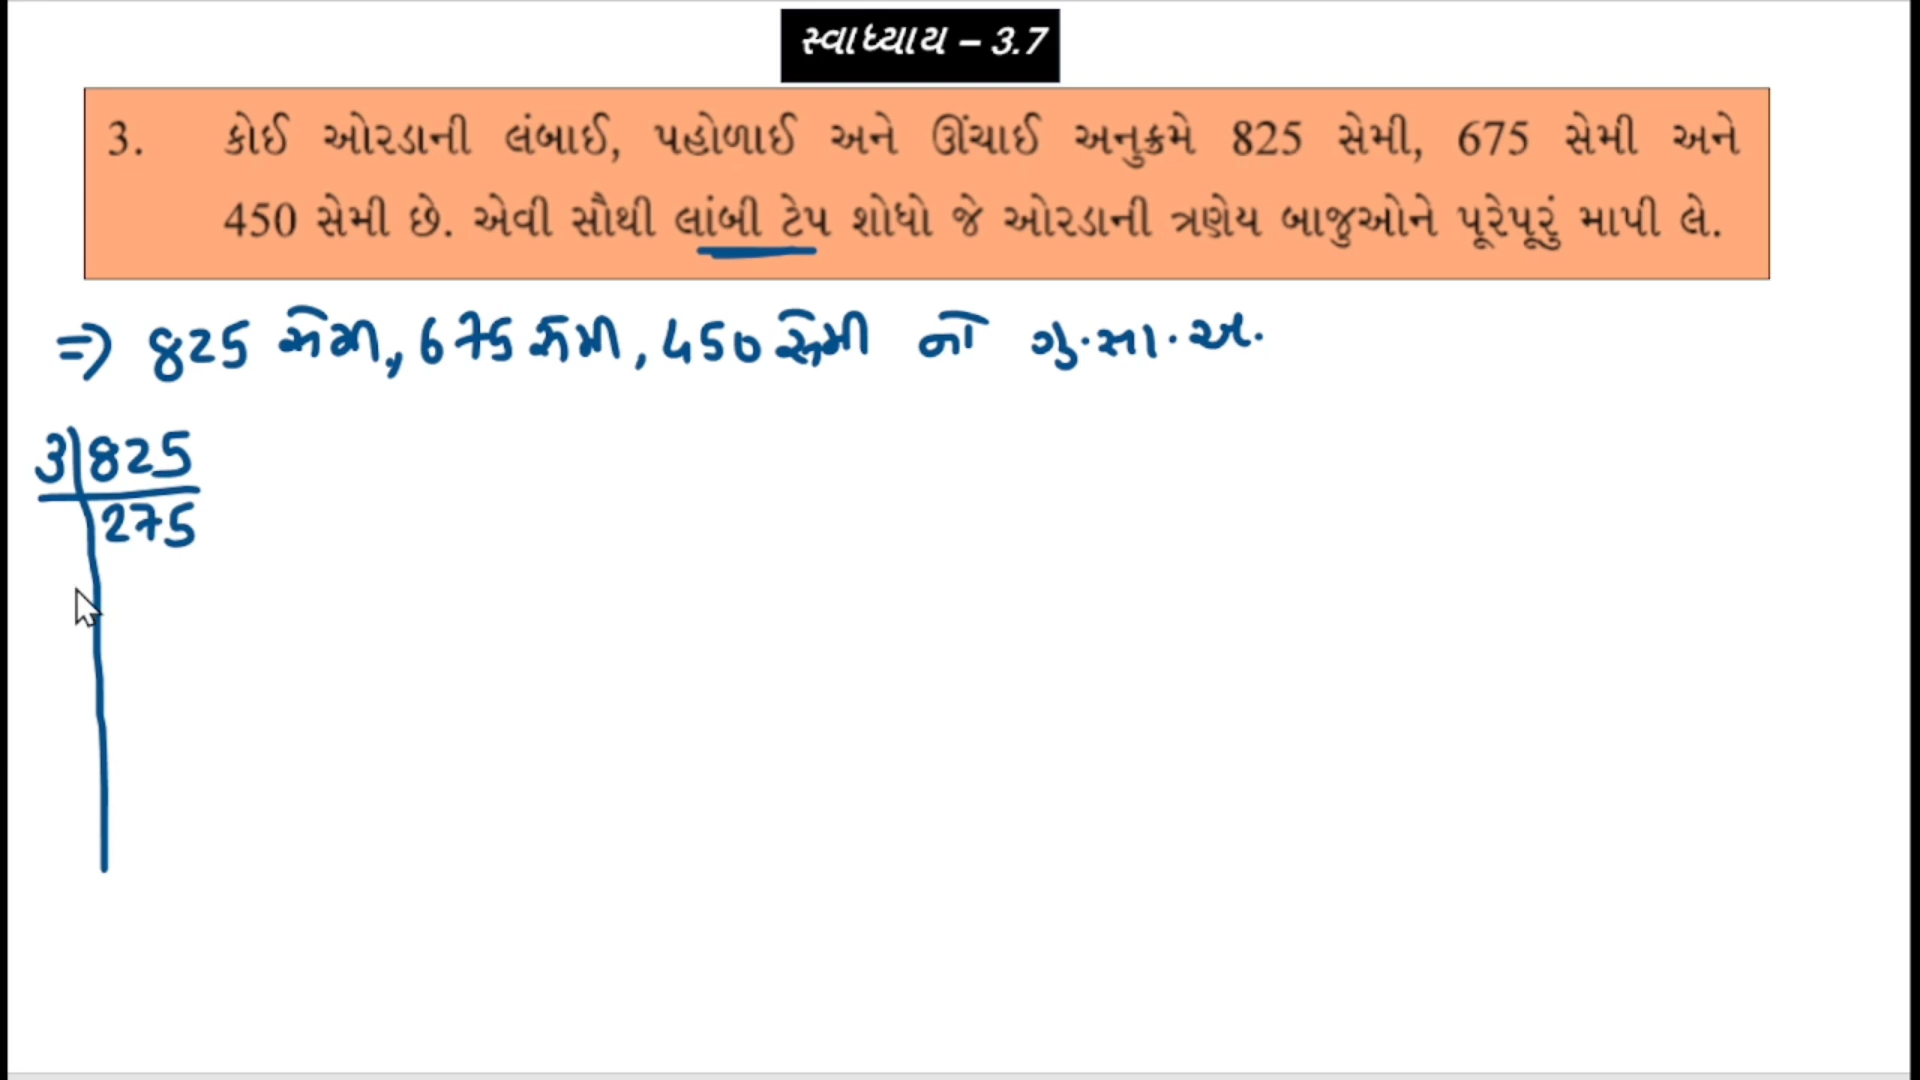 સ્વાધ્યાય – 3.7
3. કોઈ ઓરડાની લંબાઈ, પહોળાઈ અને ઊંચાઈ અનુક્રમે 825 સેમી, 675 સેમી અને
450 સેમી છે. એવી સૌથી લાંબી ટેપ શોધો જે ઓરડાની ત્રણેય બાજુઓને પૂરેપૂરું માપી લે.
⇒ 825 સેમી, 675 સેમી, 450 સેમી નો ગુ.સા.અ.
3 825
275